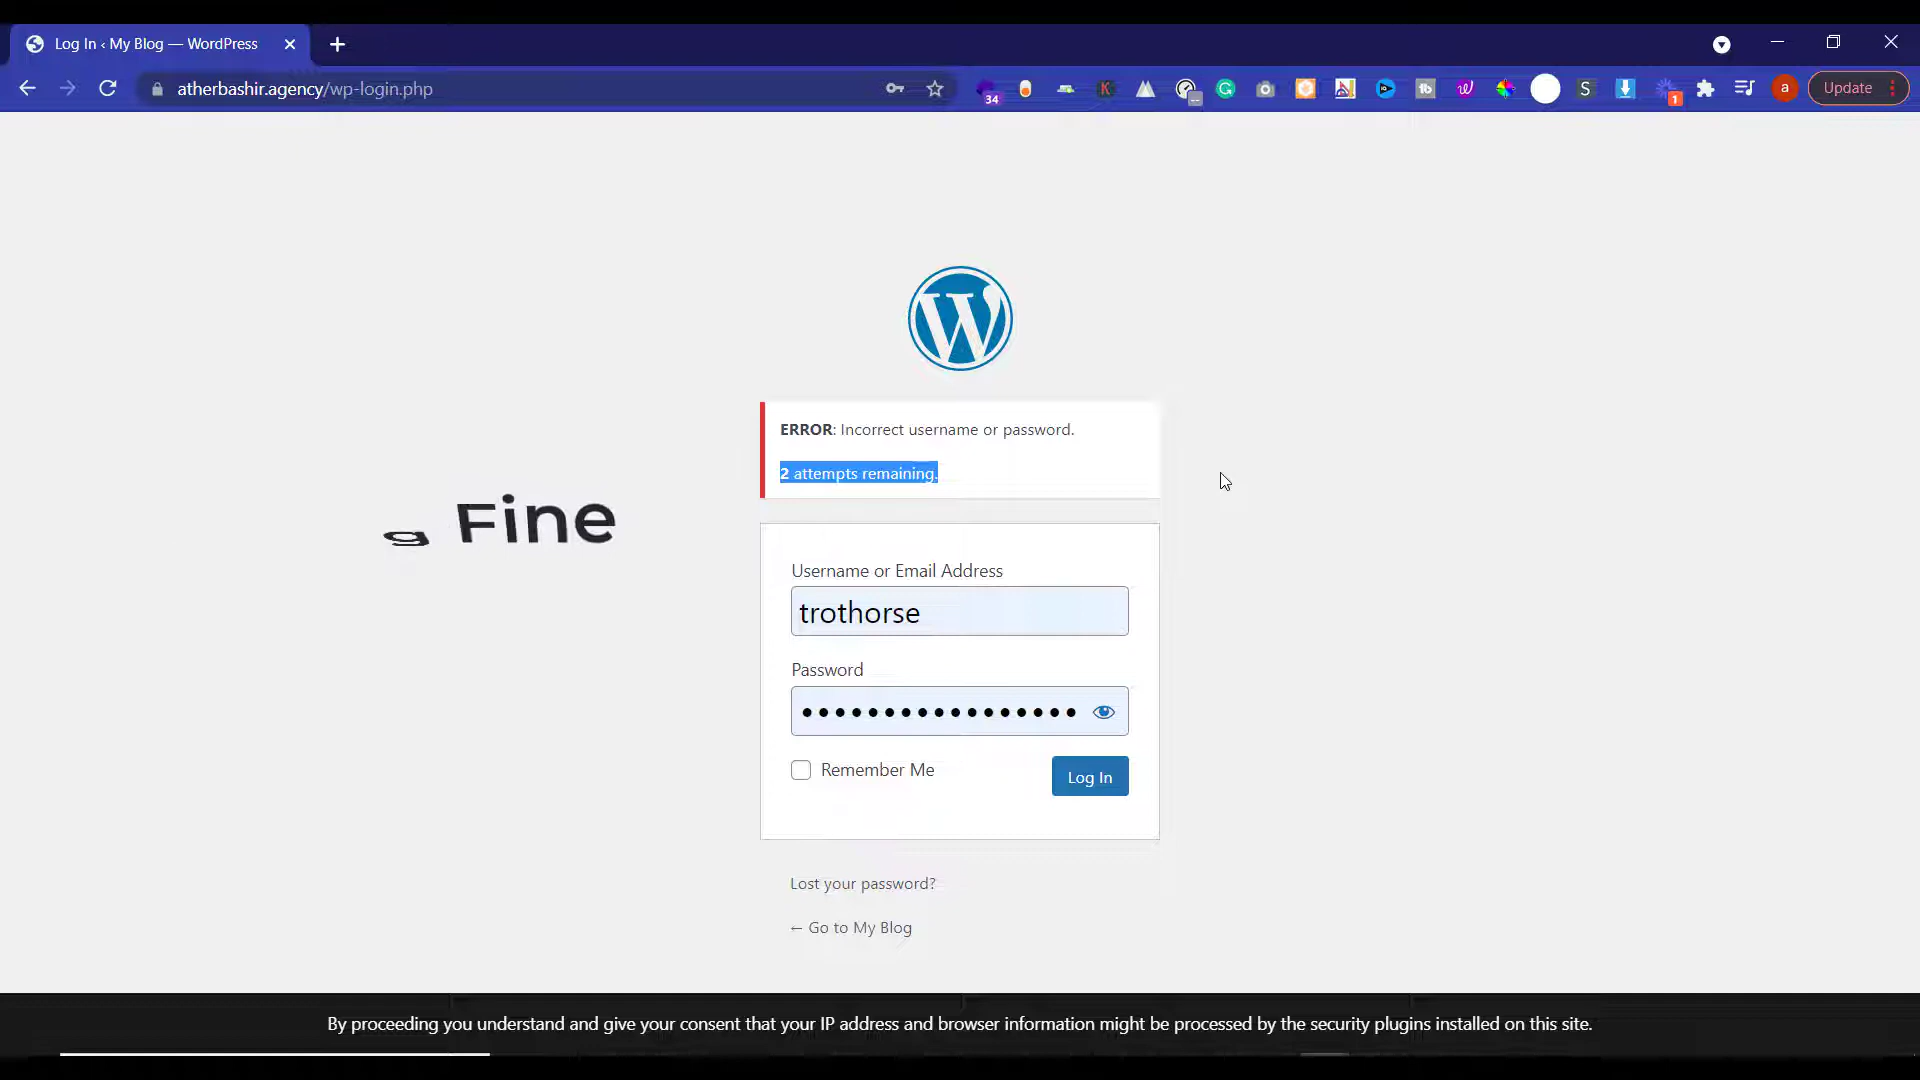 Log In ‹ My Blog — WordPress
atherbashir.agency/wp-login.php
34
1
a
Update
ERROR: Incorrect username or password.
2 attempts remaining.
g Fine
Username or Email Address
trothorse
Password
Remember Me
Log In
Lost your password?
← Go to My Blog
By proceeding you understand and give your consent that your IP address and browser information might be processed by the security plugins installed on this site.